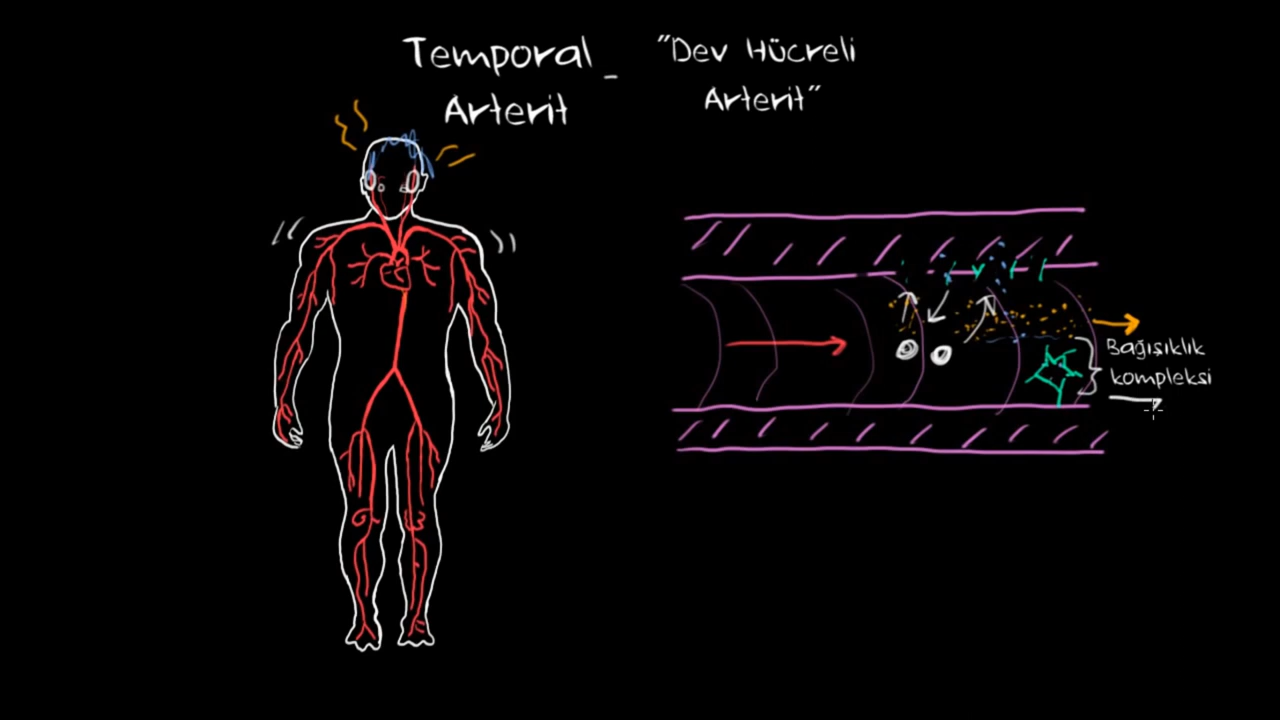 Temporal _
Arterit
"Dev Hücreli
Arterit"
Bağışıklık
kompleksi